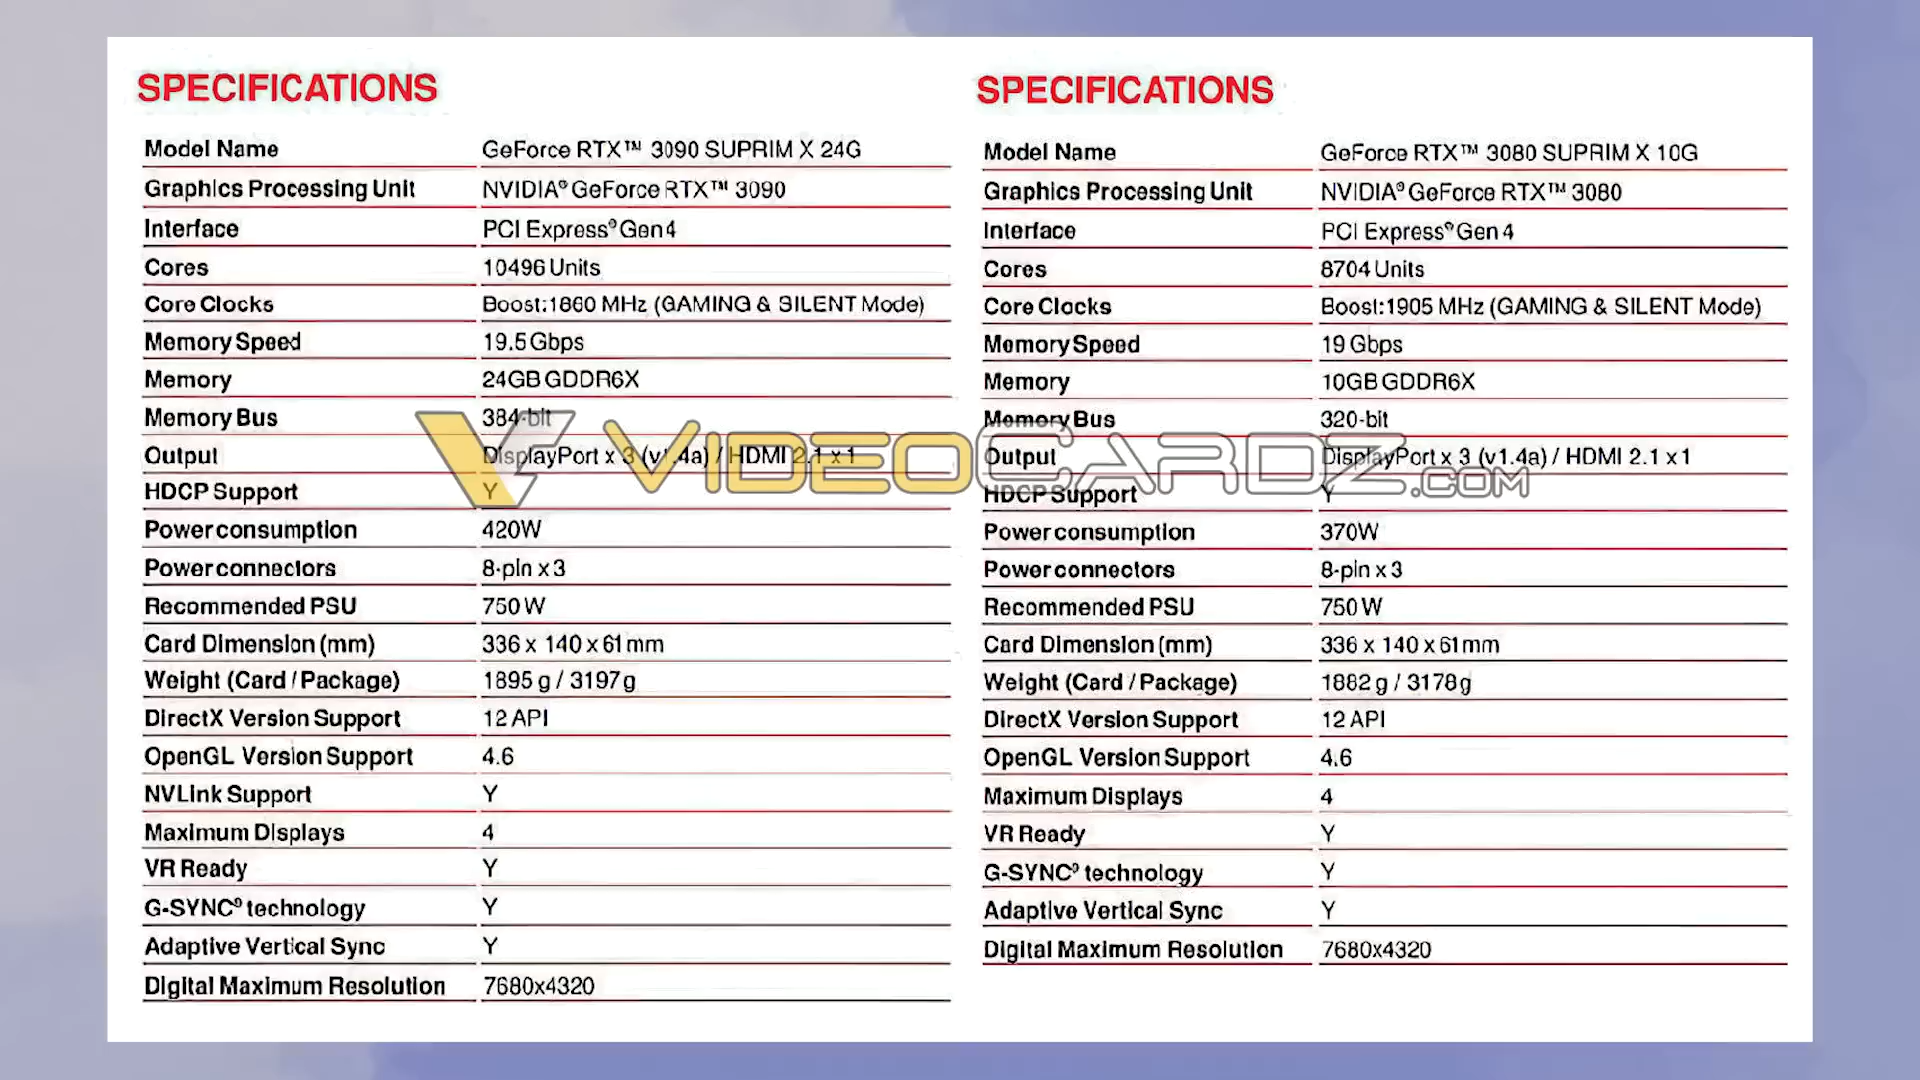 SPECIFICATIONS
Model Name GeForce RTX™ 3090 SUPRIM X 24G
Graphics Processing Unit NVIDIA® GeForce RTX™ 3090
Interface PCI Express® Gen 4
Cores 10496 Units
Core Clocks Boost:1860 MHz (GAMING & SILENT Mode)
Memory Speed 19.5 Gbps
Memory 24GB GDDR6X
Memory Bus 384-bit
Output DisplayPort x 3 (v1.4a) / HDMI 2.1 x 1
HDCP Support Y
Power consumption 420W
Power connectors 8-pin x 3
Recommended PSU 750 W
Card Dimension (mm) 336 x 140 x 61 mm
Weight (Card / Package) 1895 g / 3197 g
DirectX Version Support 12 API
OpenGL Version Support 4.6
NVLink Support Y
Maximum Displays 4
VR Ready Y
G-SYNC® technology Y
Adaptive Vertical Sync Y
Digital Maximum Resolution 7680x4320
SPECIFICATIONS
Model Name GeForce RTX™ 3080 SUPRIM X 10G
Graphics Processing Unit NVIDIA® GeForce RTX™ 3080
Interface PCI Express® Gen 4
Cores 8704 Units
Core Clocks Boost:1905 MHz (GAMING & SILENT Mode)
Memory Speed 19 Gbps
Memory 10GB GDDR6X
Memory Bus 320-bit
Output DisplayPort x 3 (v1.4a) / HDMI 2.1 x 1
HDCP Support Y
Power consumption 370W
Power connectors 8-pin x 3
Recommended PSU 750 W
Card Dimension (mm) 336 x 140 x 61 mm
Weight (Card / Package) 1882 g / 3178 g
DirectX Version Support 12 API
OpenGL Version Support 4.6
Maximum Displays 4
VR Ready Y
G-SYNC® technology Y
Adaptive Vertical Sync Y
Digital Maximum Resolution 7680x4320
VIDEOCARDZ.COM